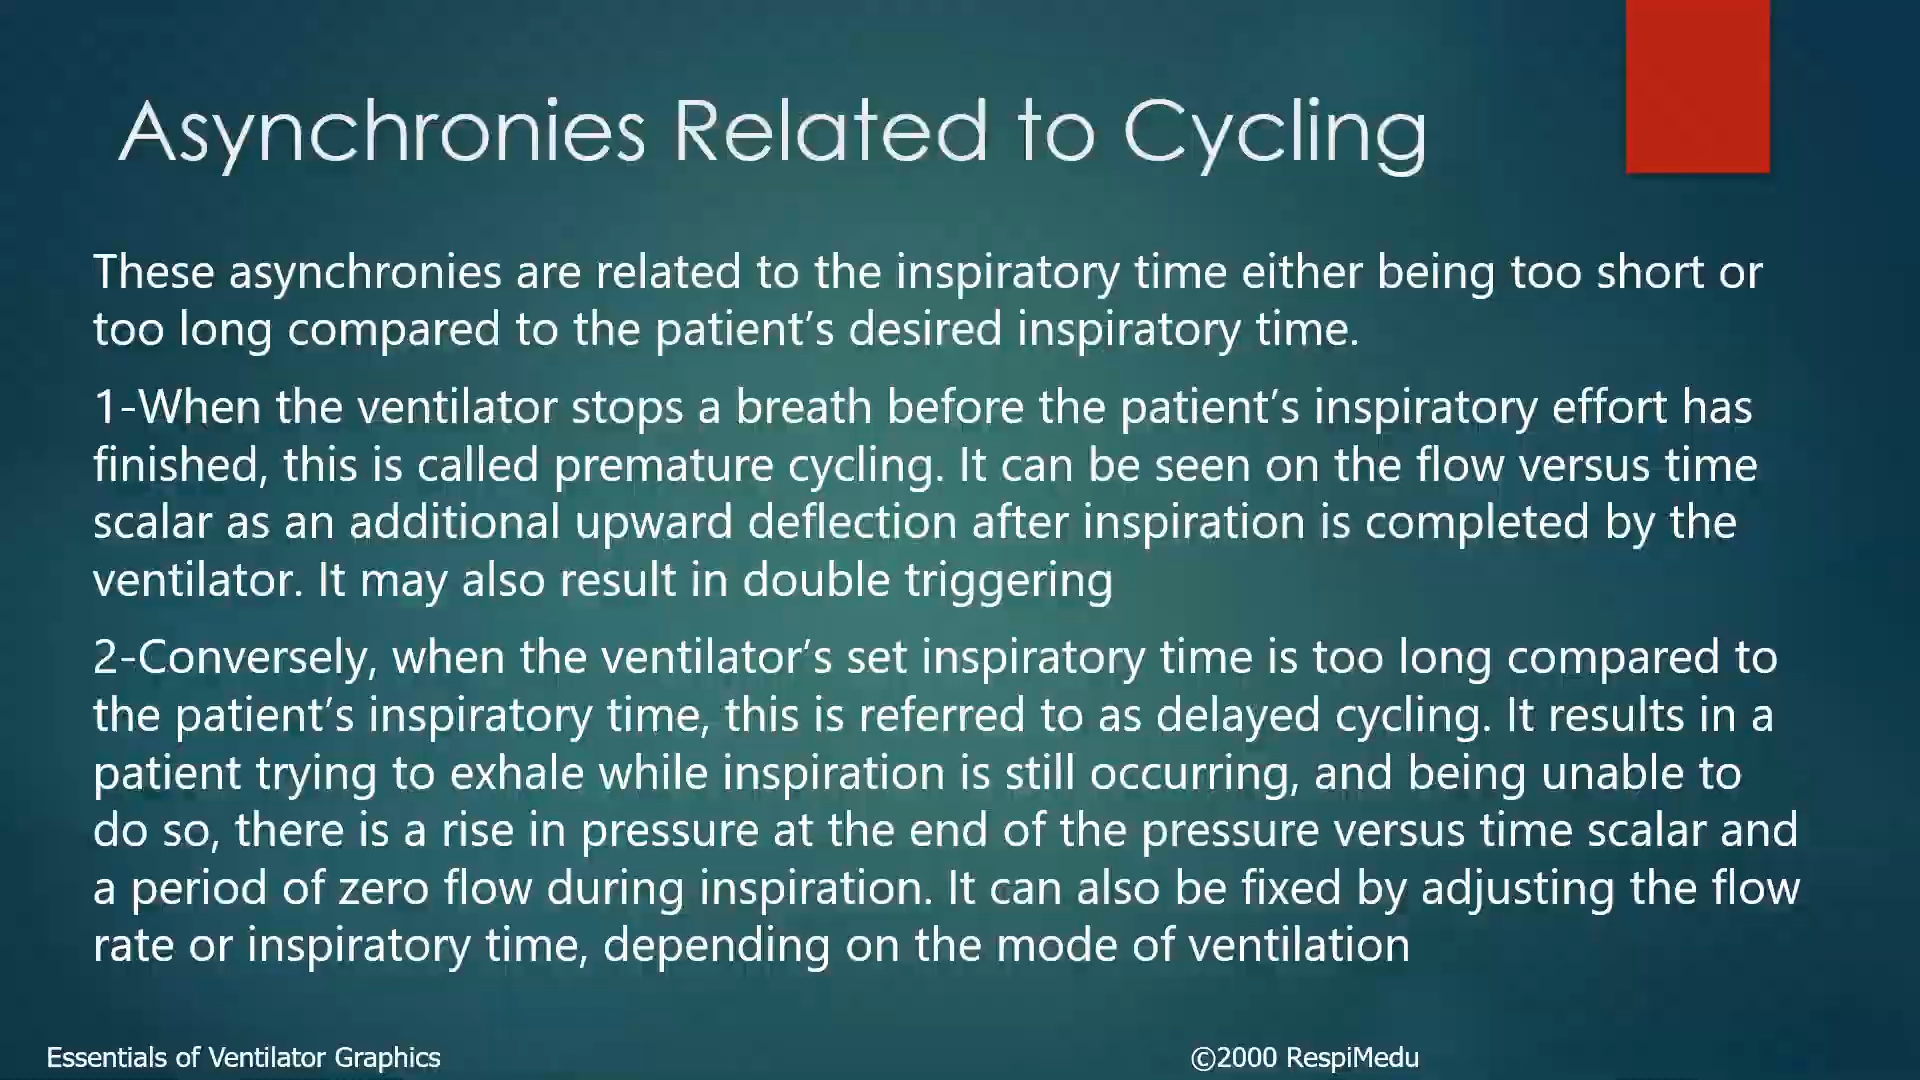 Asynchronies Related to Cycling
These asynchronies are related to the inspiratory time either being too short or
too long compared to the patient’s desired inspiratory time.
1-When the ventilator stops a breath before the patient’s inspiratory effort has
finished, this is called premature cycling. It can be seen on the flow versus time
scalar as an additional upward deflection after inspiration is completed by the
ventilator. It may also result in double triggering
2-Conversely, when the ventilator’s set inspiratory time is too long compared to
the patient’s inspiratory time, this is referred to as delayed cycling. It results in a
patient trying to exhale while inspiration is still occurring, and being unable to
do so, there is a rise in pressure at the end of the pressure versus time scalar and
a period of zero flow during inspiration. It can also be fixed by adjusting the flow
rate or inspiratory time, depending on the mode of ventilation
Essentials of Ventilator Graphics
©2000 RespiMedu